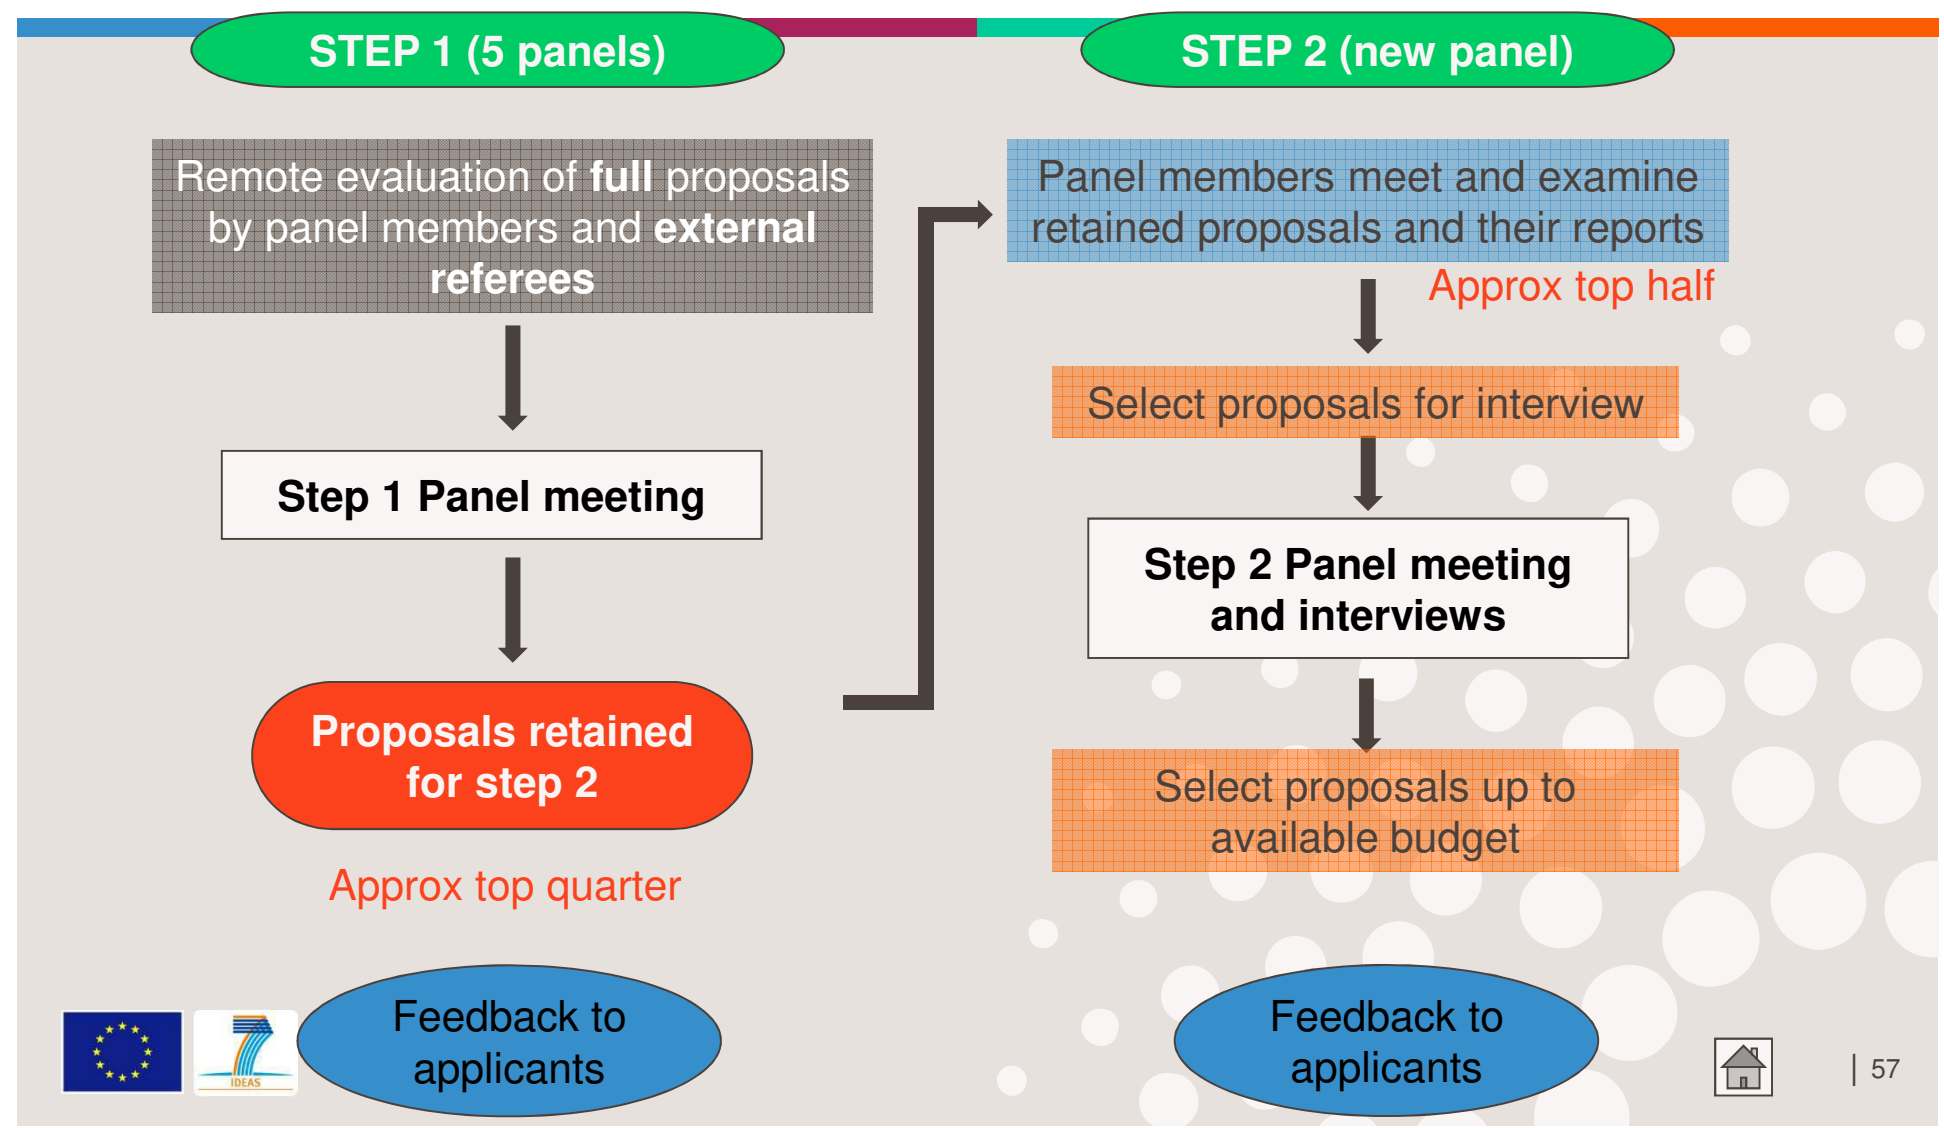 STEP 1 (5 panels)
Remote evaluation of full proposals
by panel members and external
referees
Step 1 Panel meeting
Proposals retained
for step 2
Approx top quarter
Feedback to
applicants
STEP 2 (new panel)
Panel members meet and examine
retained proposals and their reports
Approx top half
Select proposals for interview
Step 2 Panel meeting
and interviews
Select proposals up to
available budget
Feedback to
applicants
7
IDEAS
| 57